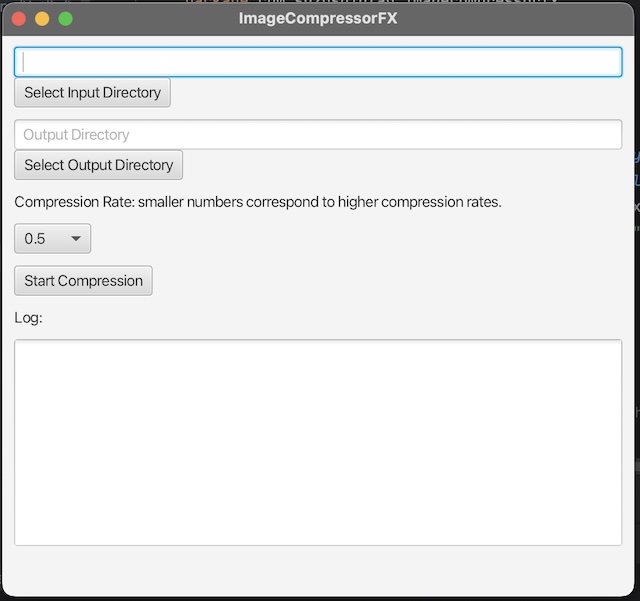 ImageCompressorFX
Select Input Directory
Output Directory
Select Output Directory
Compression Rate: smaller numbers correspond to higher compression rates.
0.5
Start Compression
Log: